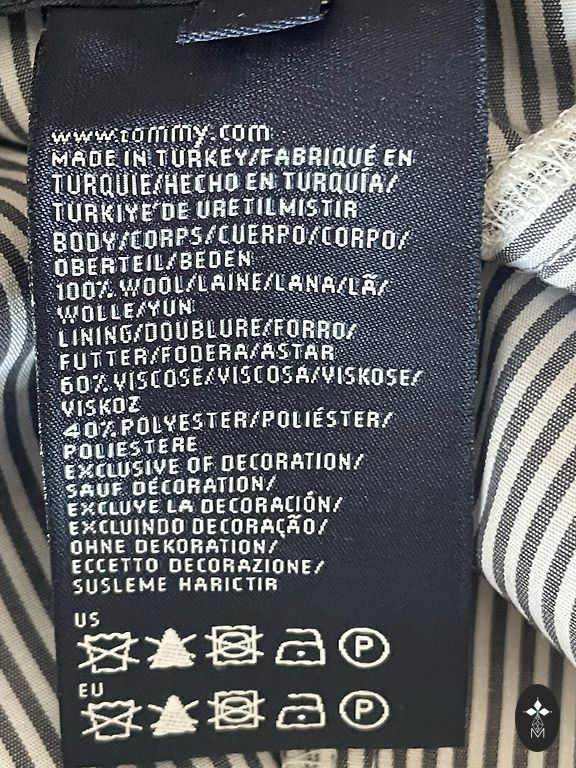 www.tommy.com
MADE IN TURKEY/FABRIQUÉ EN
TURQUIE/HECHO EN TURQUÍA/
TURKIYE'DE URETILMISTIR
BODY/CORPS/CUERPO/CORPO/
OBERTEIL/BEDEN
100% WOOL/LAINE/LANA/LÃ/
WOLLE/YUN
LINING/DOUBLURE/FORRO/
FUTTER/FODERA/ASTAR
60% VISCOSE/VISCOSA/VISKOSE/
VISKOZ
40% POLYESTER/POLIÉSTER/
POLIESTERE
EXCLUSIVE OF DECORATION/
SAUF DÉCORATION/
EXCLUYE LA DECORACIÓN/
EXCLUINDO DECORAÇÃO/
OHNE DEKORATION/
ECCETTO DECORAZIONE/
SUSLEME HARICTIR
US
P
EU
P
M